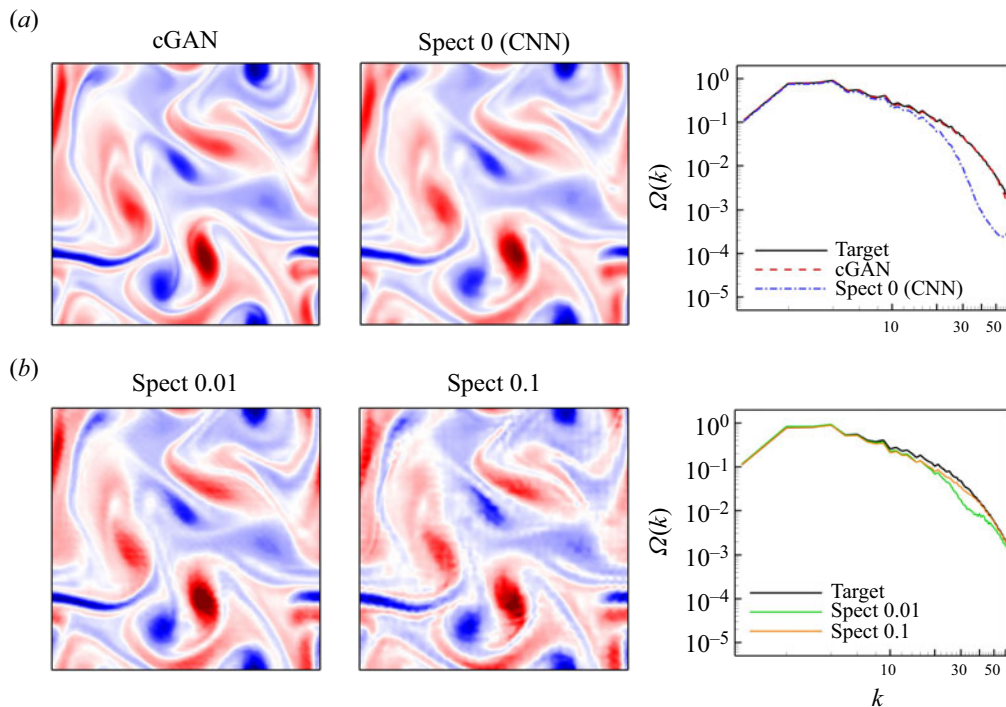 (a)
cGAN
Spect 0 (CNN)
10^0
10^-1
10^-2
10^-3
10^-4
10^-5
Ω(k)
Target
cGAN
Spect 0 (CNN)
10
30
50
(b)
Spect 0.01
Spect 0.1
10^0
10^-1
10^-2
10^-3
10^-4
10^-5
Ω(k)
Target
Spect 0.01
Spect 0.1
10
30
50
k